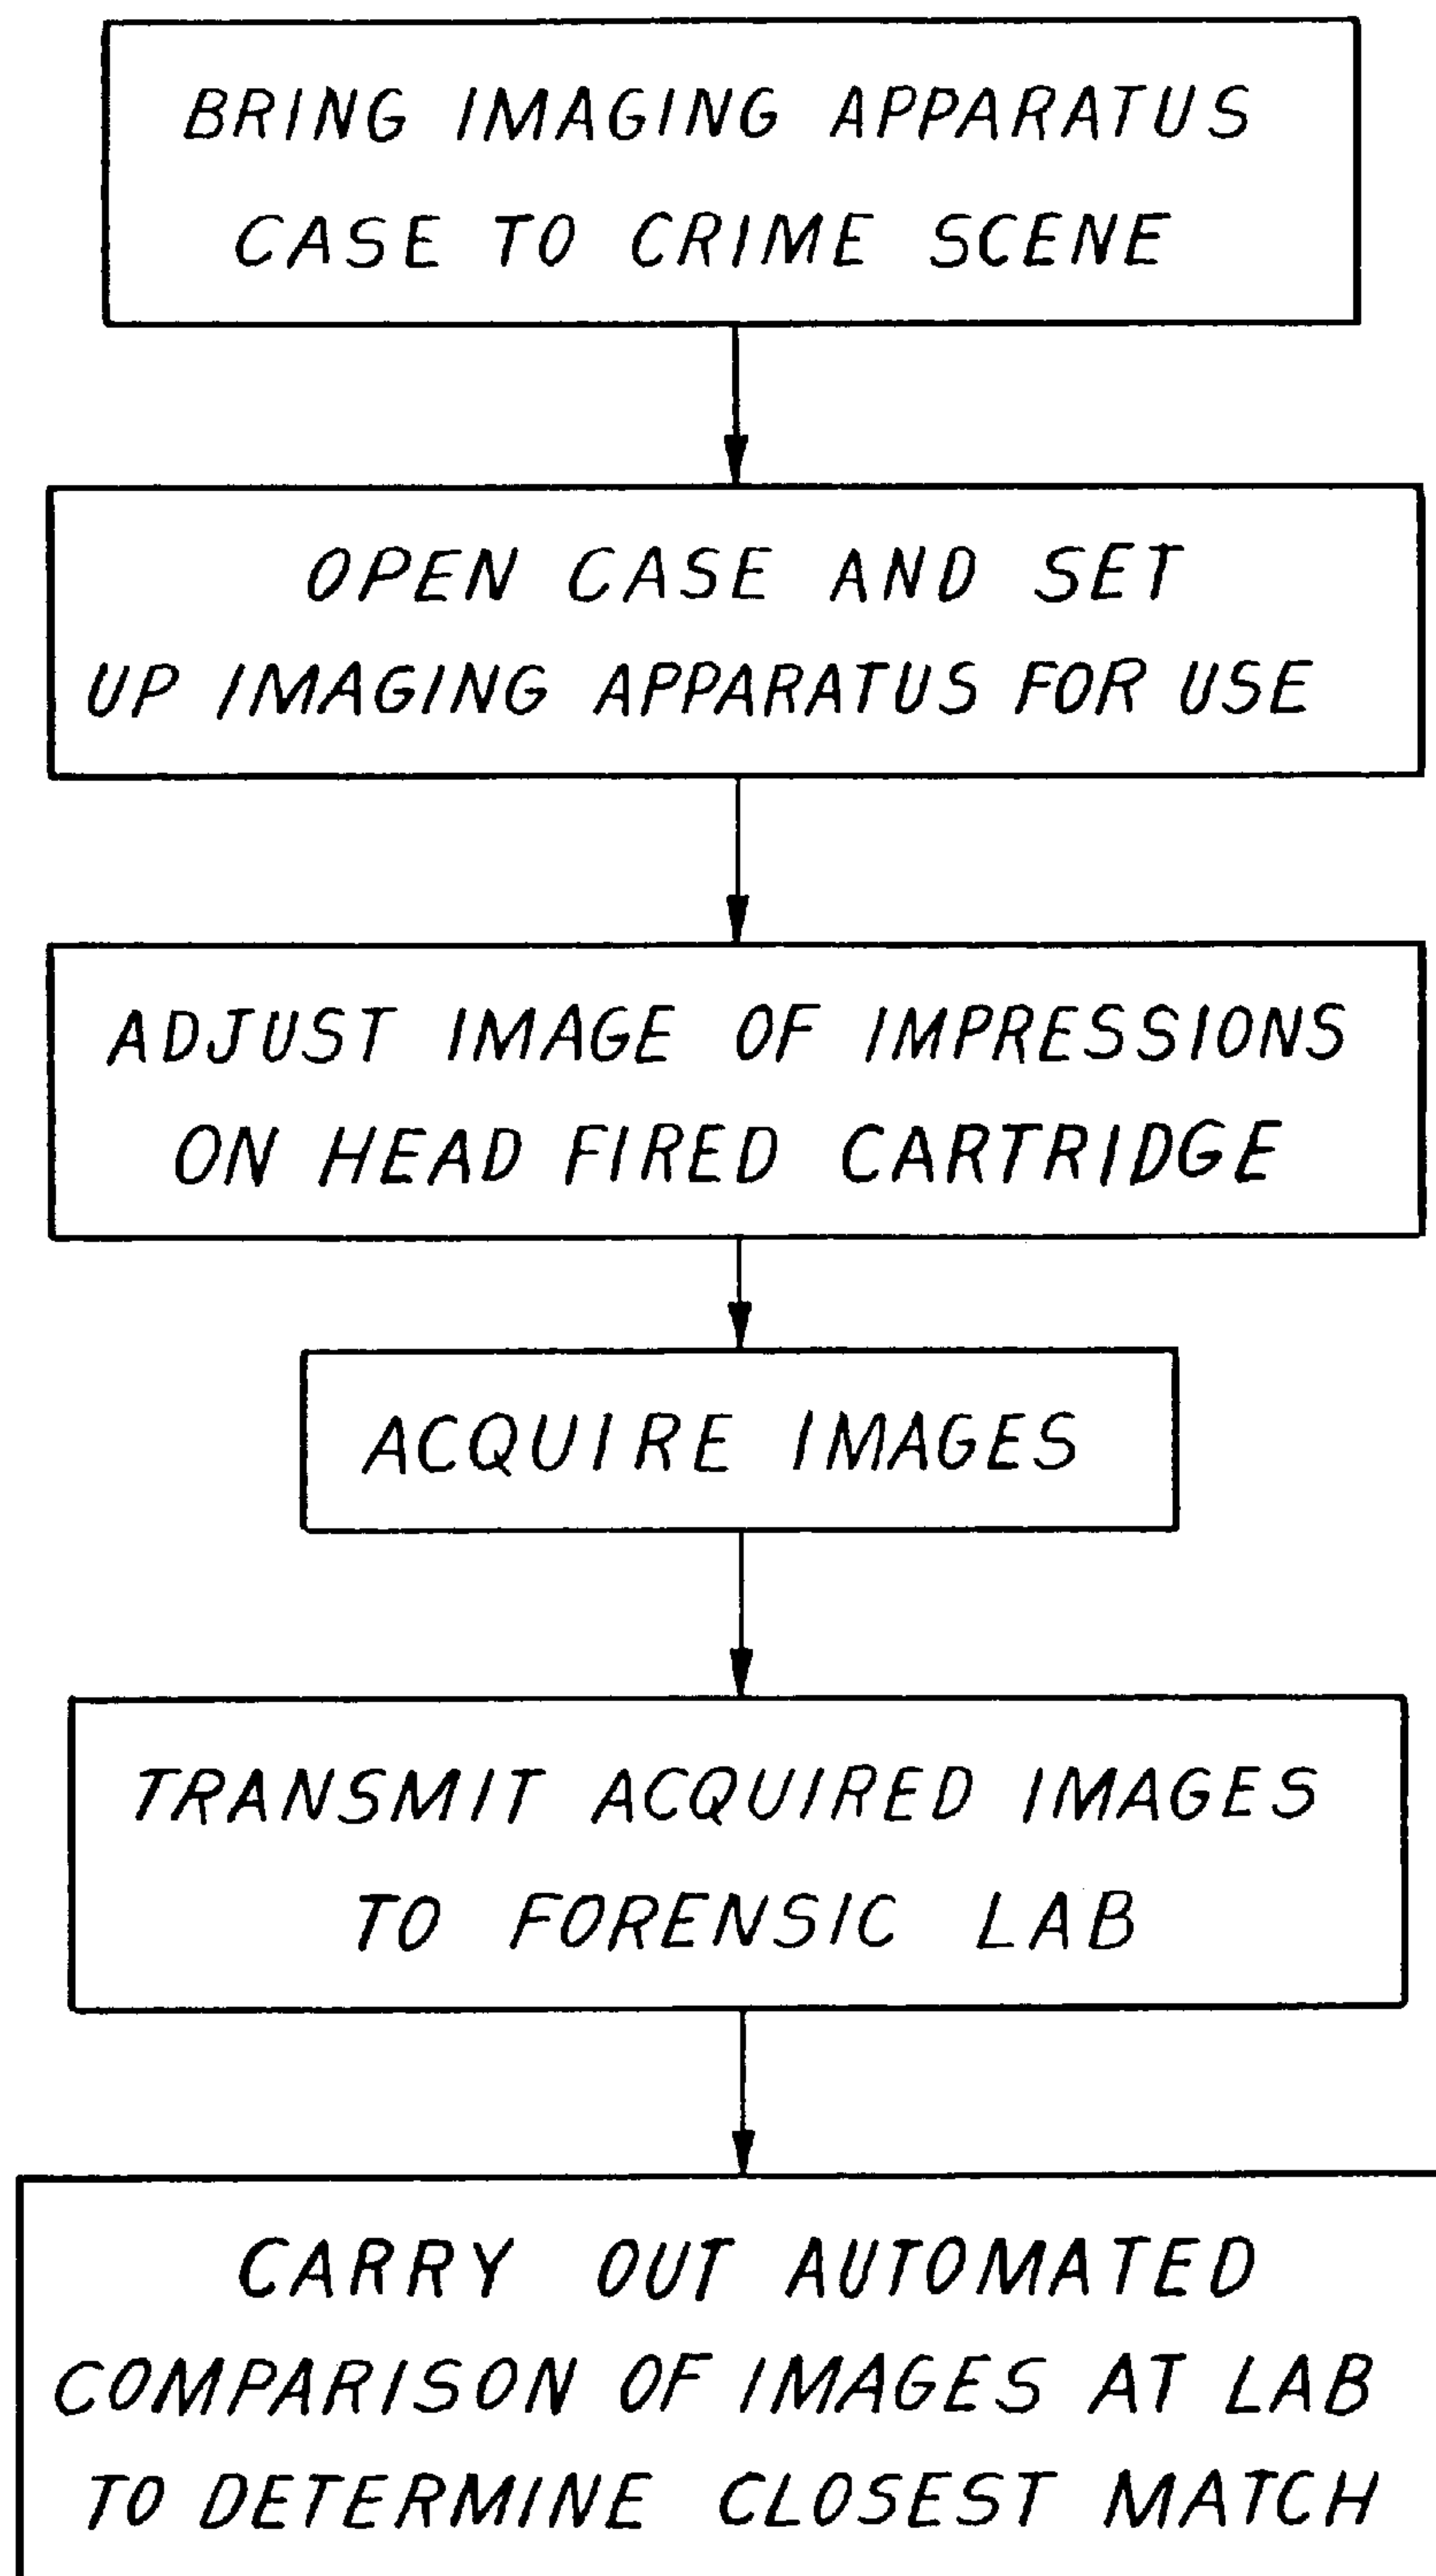 BRING IMAGING APPARATUS
CASE TO CRIME SCENE
OPEN CASE AND SET
UP IMAGING APPARATUS FOR USE
ADJUST IMAGE OF IMPRESSIONS
ON HEAD FIRED CARTRIDGE
ACQUIRE IMAGES
TRANSMIT ACQUIRED IMAGES
TO FORENSIC LAB
CARRY OUT AUTOMATED
COMPARISON OF IMAGES AT LAB
TO DETERMINE CLOSEST MATCH